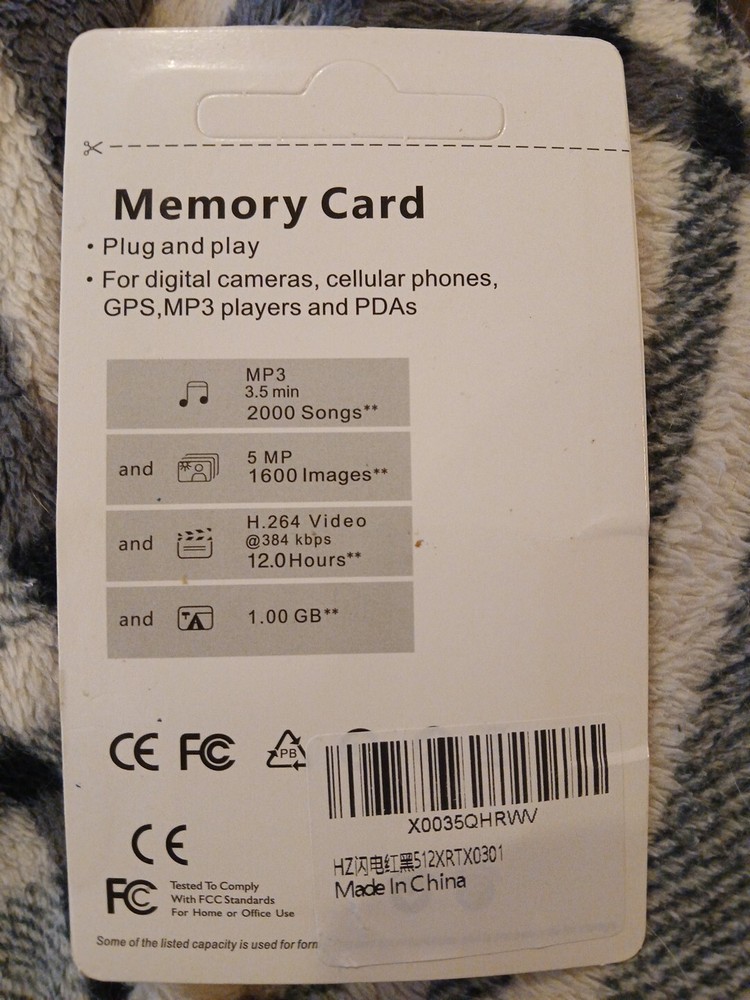 Memory Card
• Plug and play
• For digital cameras, cellular phones,
GPS,MP3 players and PDAs
MP3
3.5 min
2000 Songs**
and
5 MP
1600 Images**
and
H.264 Video
@384 kbps
12.0Hours**
and
1.00 GB**
CE FC PB
X0035QHRWV
HZ闪电红黑512XRTX0301
Made In China
CE
FC
Tested To Comply
With FCC Standards
For Home or Office Use
Some of the listed capacity is used for form